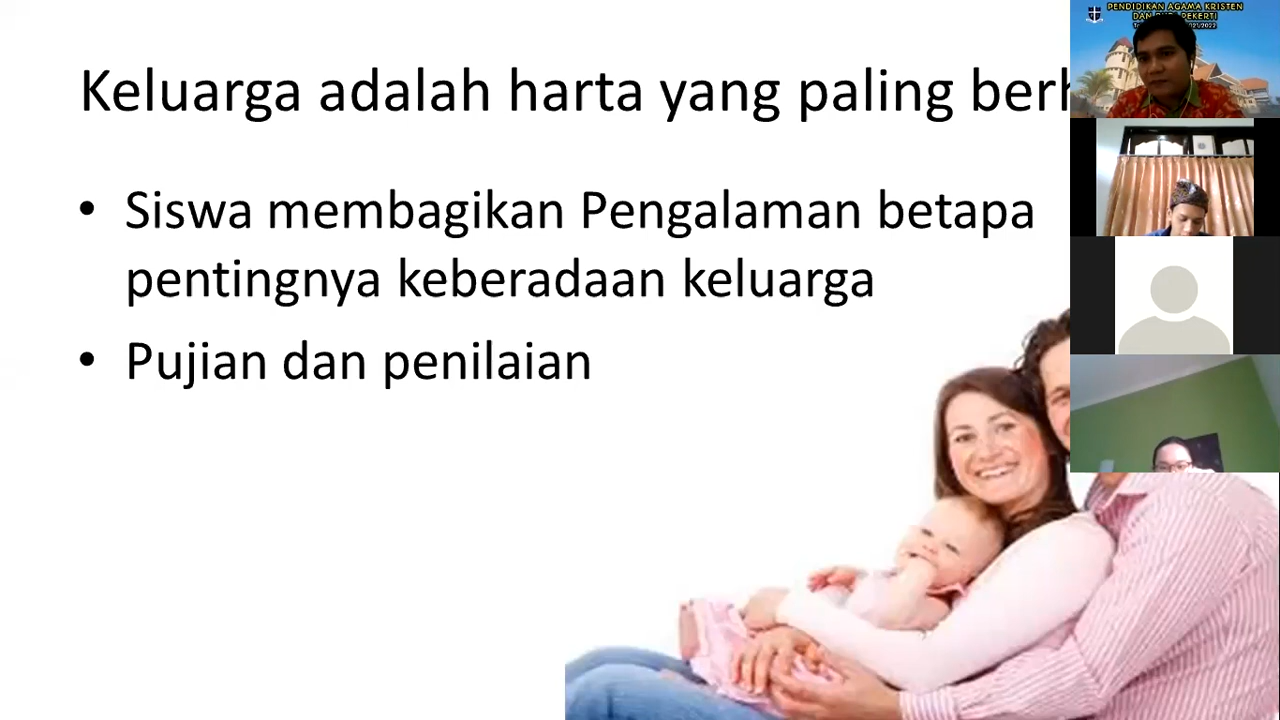 Keluarga adalah harta yang paling
• Siswa membagikan Pengalaman betapa
pentingnya keberadaan keluarga
• Pujian dan penilaian
PENDIDIKAN AGAMA KRISTEN
DAN